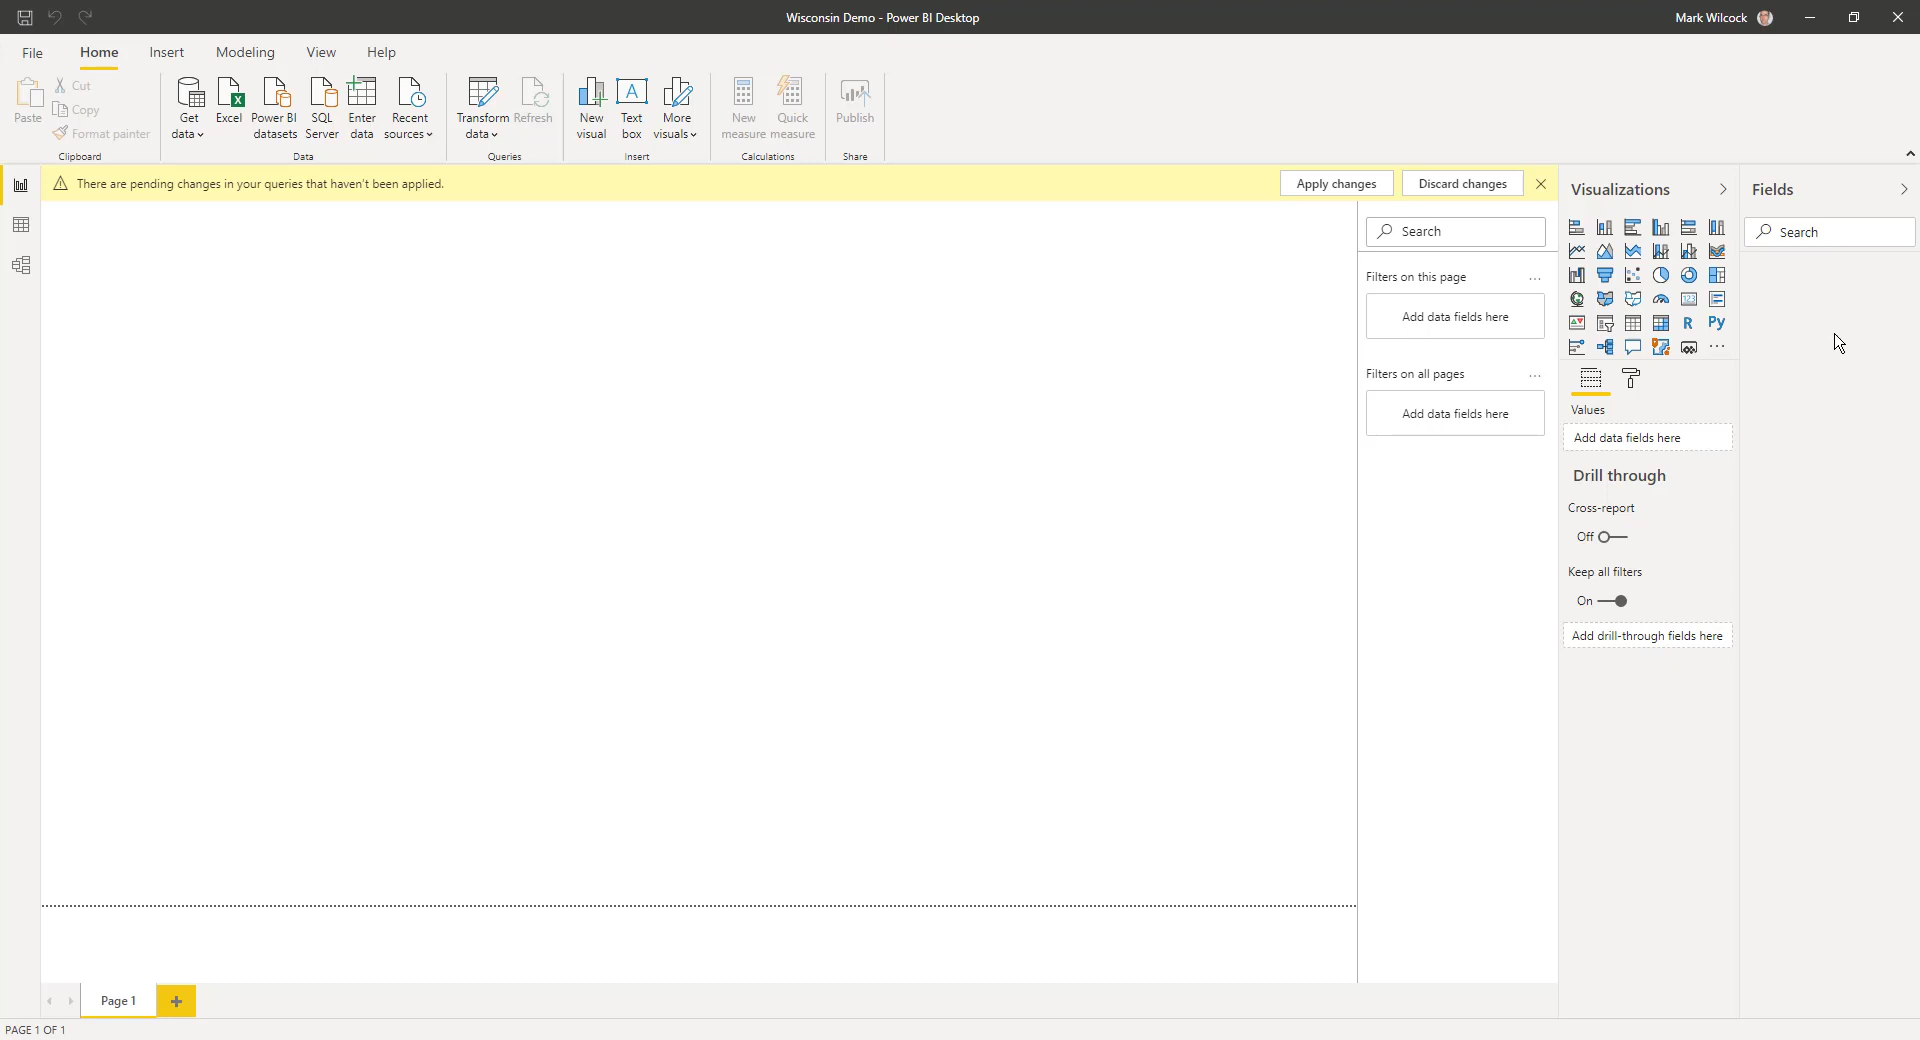 Wisconsin Demo - Power BI Desktop
Mark Wilcock
File
Home
Insert
Modeling
View
Help
Paste
Cut
Copy
Format painter
Clipboard
Get data
Excel
Power BI datasets
SQL Server
Enter data
Recent sources
Data
Transform data
Refresh
Queries
New visual
Text box
More visuals
Insert
New measure
Quick measure
Calculations
Publish
Share
There are pending changes in your queries that haven't been applied.
Apply changes
Discard changes
Search
Filters on this page
Add data fields here
Filters on all pages
Add data fields here
Visualizations
123
R
Py
Values
Add data fields here
Drill through
Cross-report
Off
Keep all filters
On
Add drill-through fields here
Fields
Search
Page 1
PAGE 1 OF 1